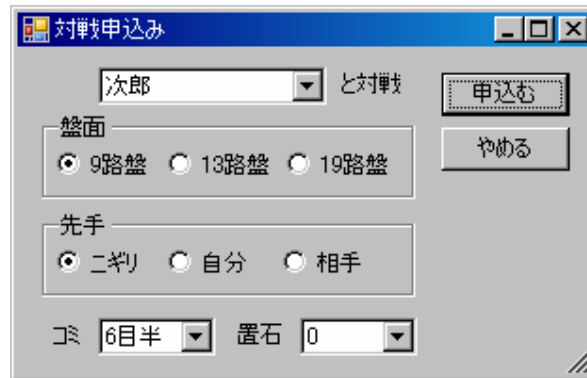 対戦申込み
次郎 と対戦 申込む
盤面 やめる
9路盤 13路盤 19路盤
先手
ニギリ 自分 相手
コミ 6目半 置石 0